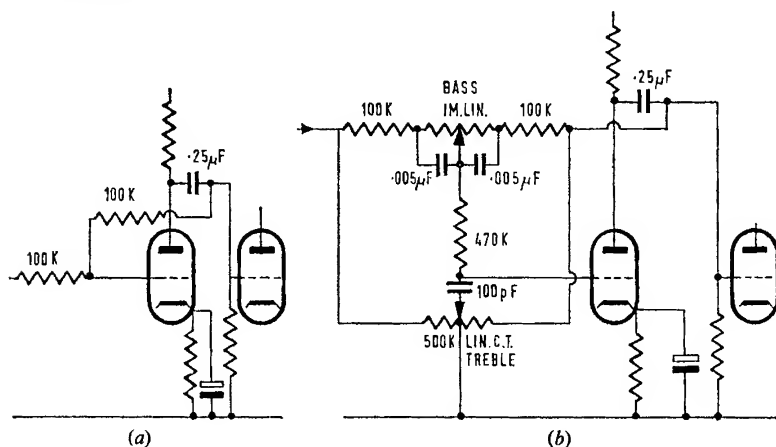 .25µF
100K
100K
(a)
100K
BASS
IM.LIN.
100K
.25µF
.005µF
.005µF
470K
100pF
500K
LIN.C.T.
TREBLE
(b)